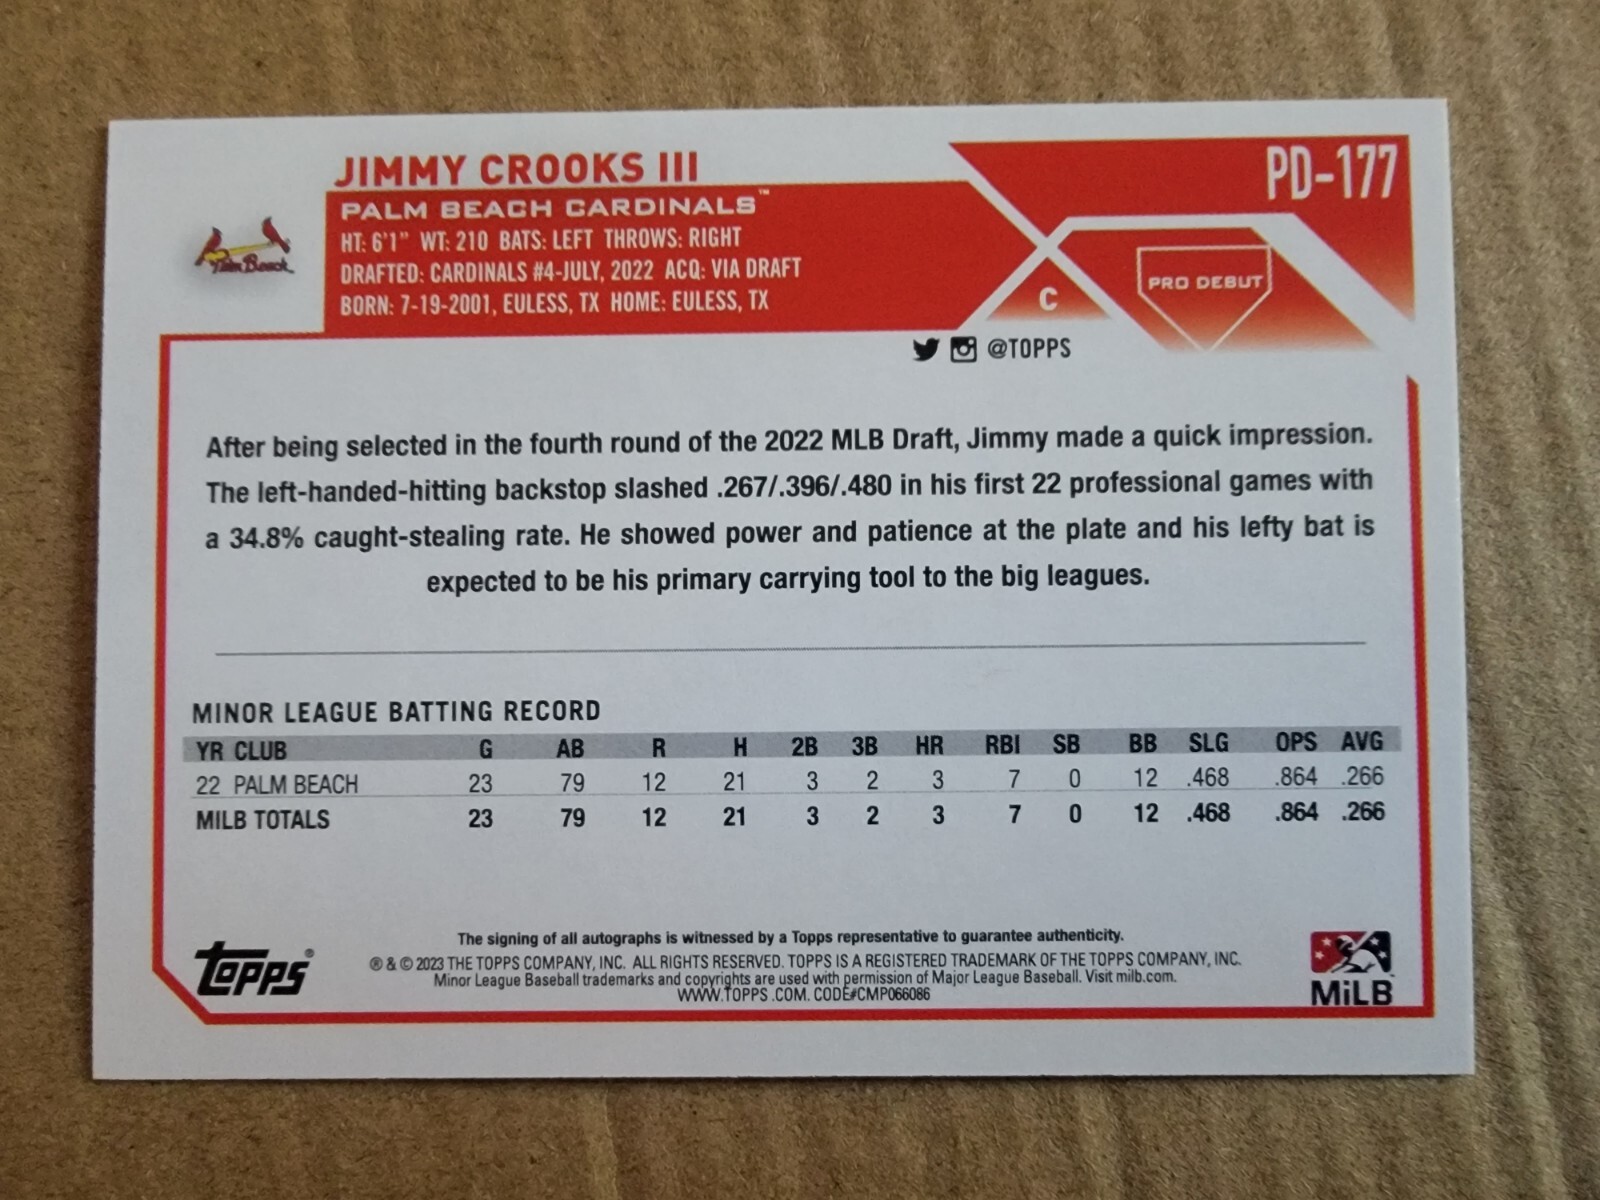 JIMMY CROOKS III
PD-177
PALM BEACH CARDINALS™
HT: 6'1" WT: 210 BATS: LEFT THROWS: RIGHT
DRAFTED: CARDINALS #4-JULY, 2022 ACQ: VIA DRAFT
BORN: 7-19-2001, EULESS, TX HOME: EULESS, TX
Palm Beach
C
PRO DEBUT
@TOPPS
After being selected in the fourth round of the 2022 MLB Draft, Jimmy made a quick impression.
The left-handed-hitting backstop slashed .267/.396/.480 in his first 22 professional games with
a 34.8% caught-stealing rate. He showed power and patience at the plate and his lefty bat is
expected to be his primary carrying tool to the big leagues.
MINOR LEAGUE BATTING RECORD
YR CLUB G AB R H 2B 3B HR RBI SB BB SLG OPS AVG
22 PALM BEACH 23 79 12 21 3 2 3 7 0 12 .468 .864 .266
MILB TOTALS 23 79 12 21 3 2 3 7 0 12 .468 .864 .266
The signing of all autographs is witnessed by a Topps representative to guarantee authenticity.
® & © 2023 THE TOPPS COMPANY, INC. ALL RIGHTS RESERVED. TOPPS IS A REGISTERED TRADEMARK OF THE TOPPS COMPANY, INC.
Minor League Baseball trademarks and copyrights are used with permission of Major League Baseball. Visit milb.com.
WWW.TOPPS .COM. CODE#CMP066086
topps®
MiLB